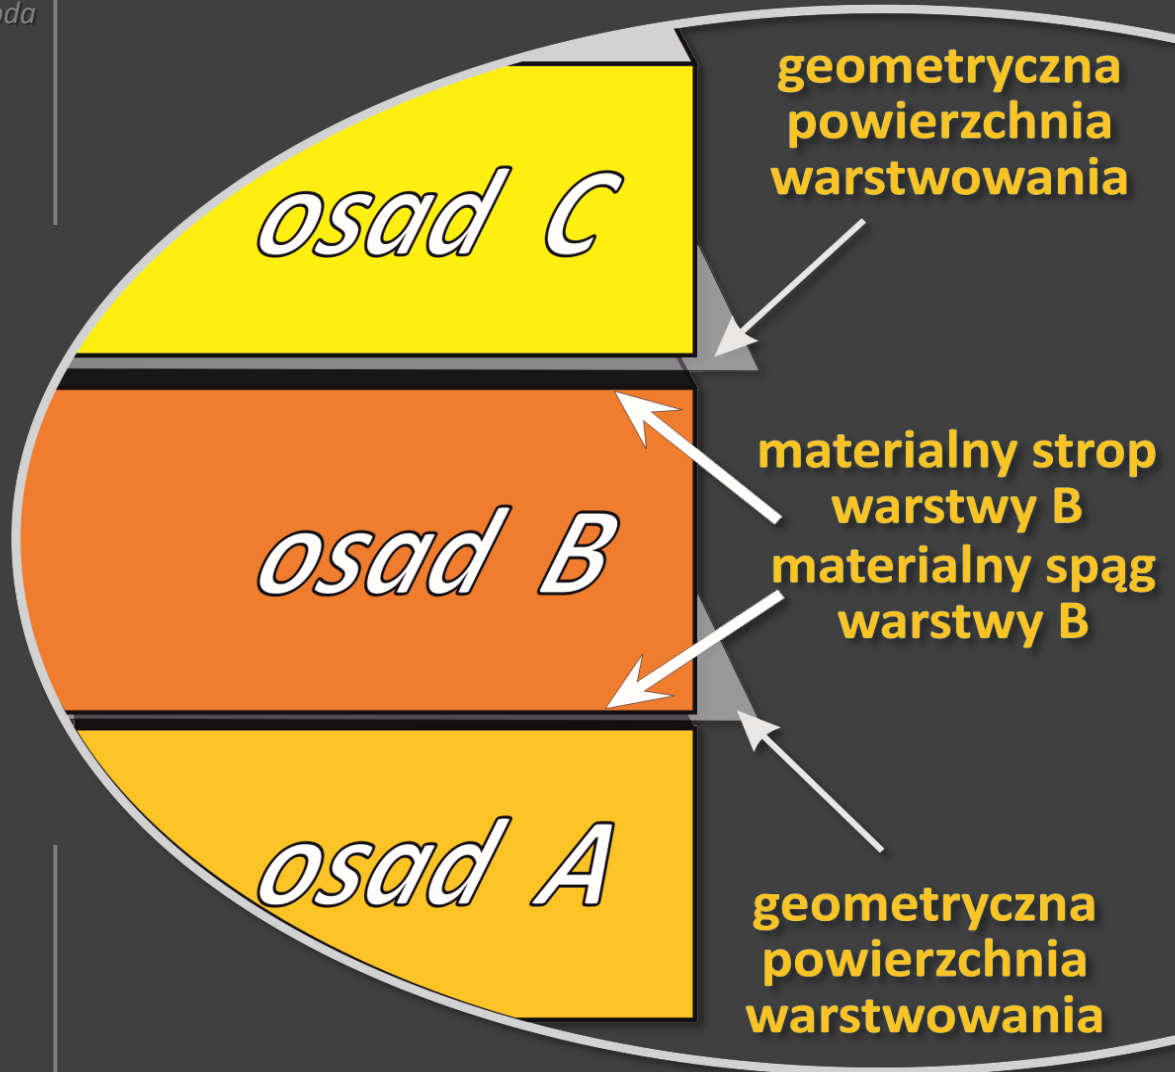 geometryczna
powierzchnia
warstwowania
osad C
materialny strop
warstwy B
osad B
materialny spąg
warstwy B
osad A
geometryczna
powierzchnia
warstwowania